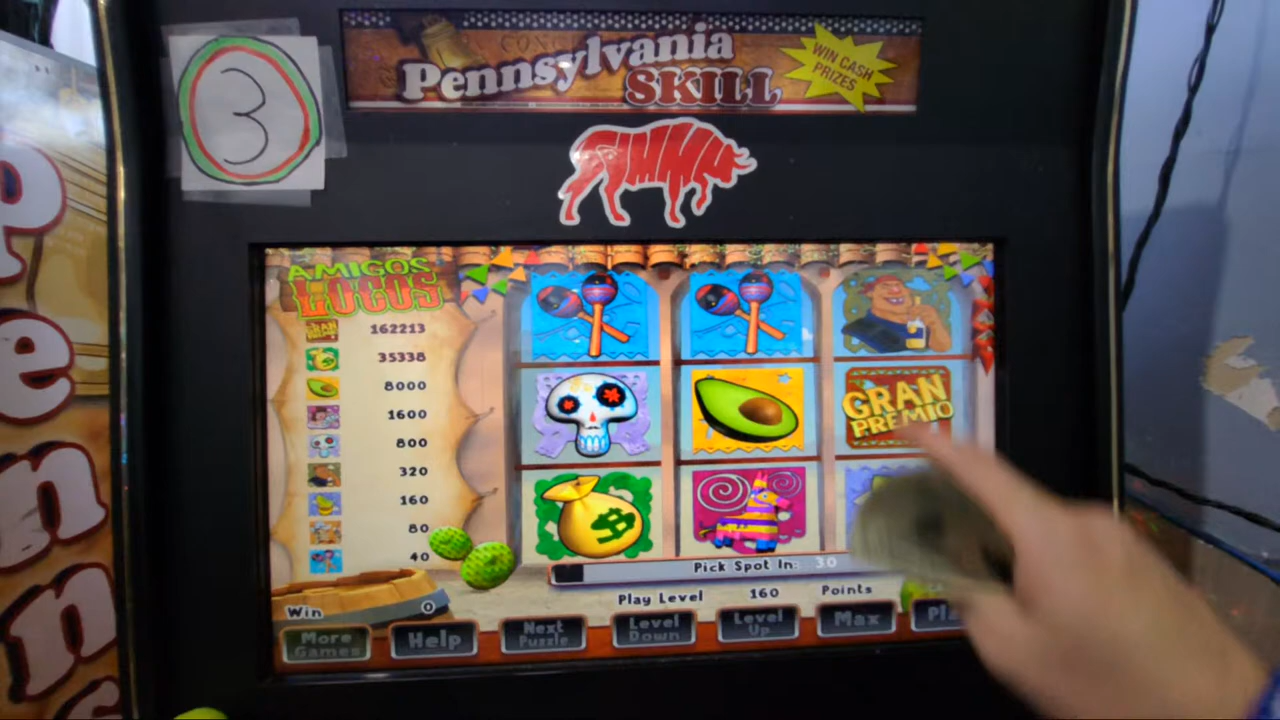 3
Pennsylvania
SKILL
WIN CASH
PRIZES
AMIGOS
LOCOS
162213
35338
8000
1600
800
320
160
80
40
GRAN
PREMIO
Pick Spot In: 30
Play Level 160 Points
Win 0
More
Games
Help
Next
Puzzle
Level
Down
Level
Up
Max
Penn